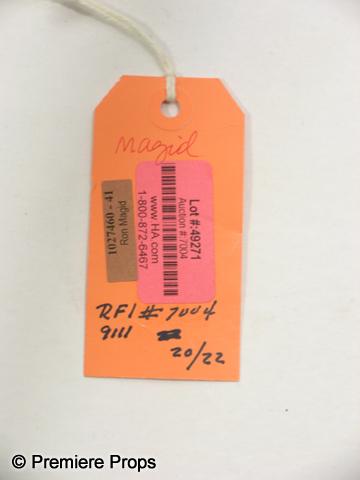 Magid
1027460 - 41
Ron Magid
Lot #:49271
Auction #7004
www.HA.com
1-800-872-6467
RFI # 7004
9111
20/22
© Premiere Props